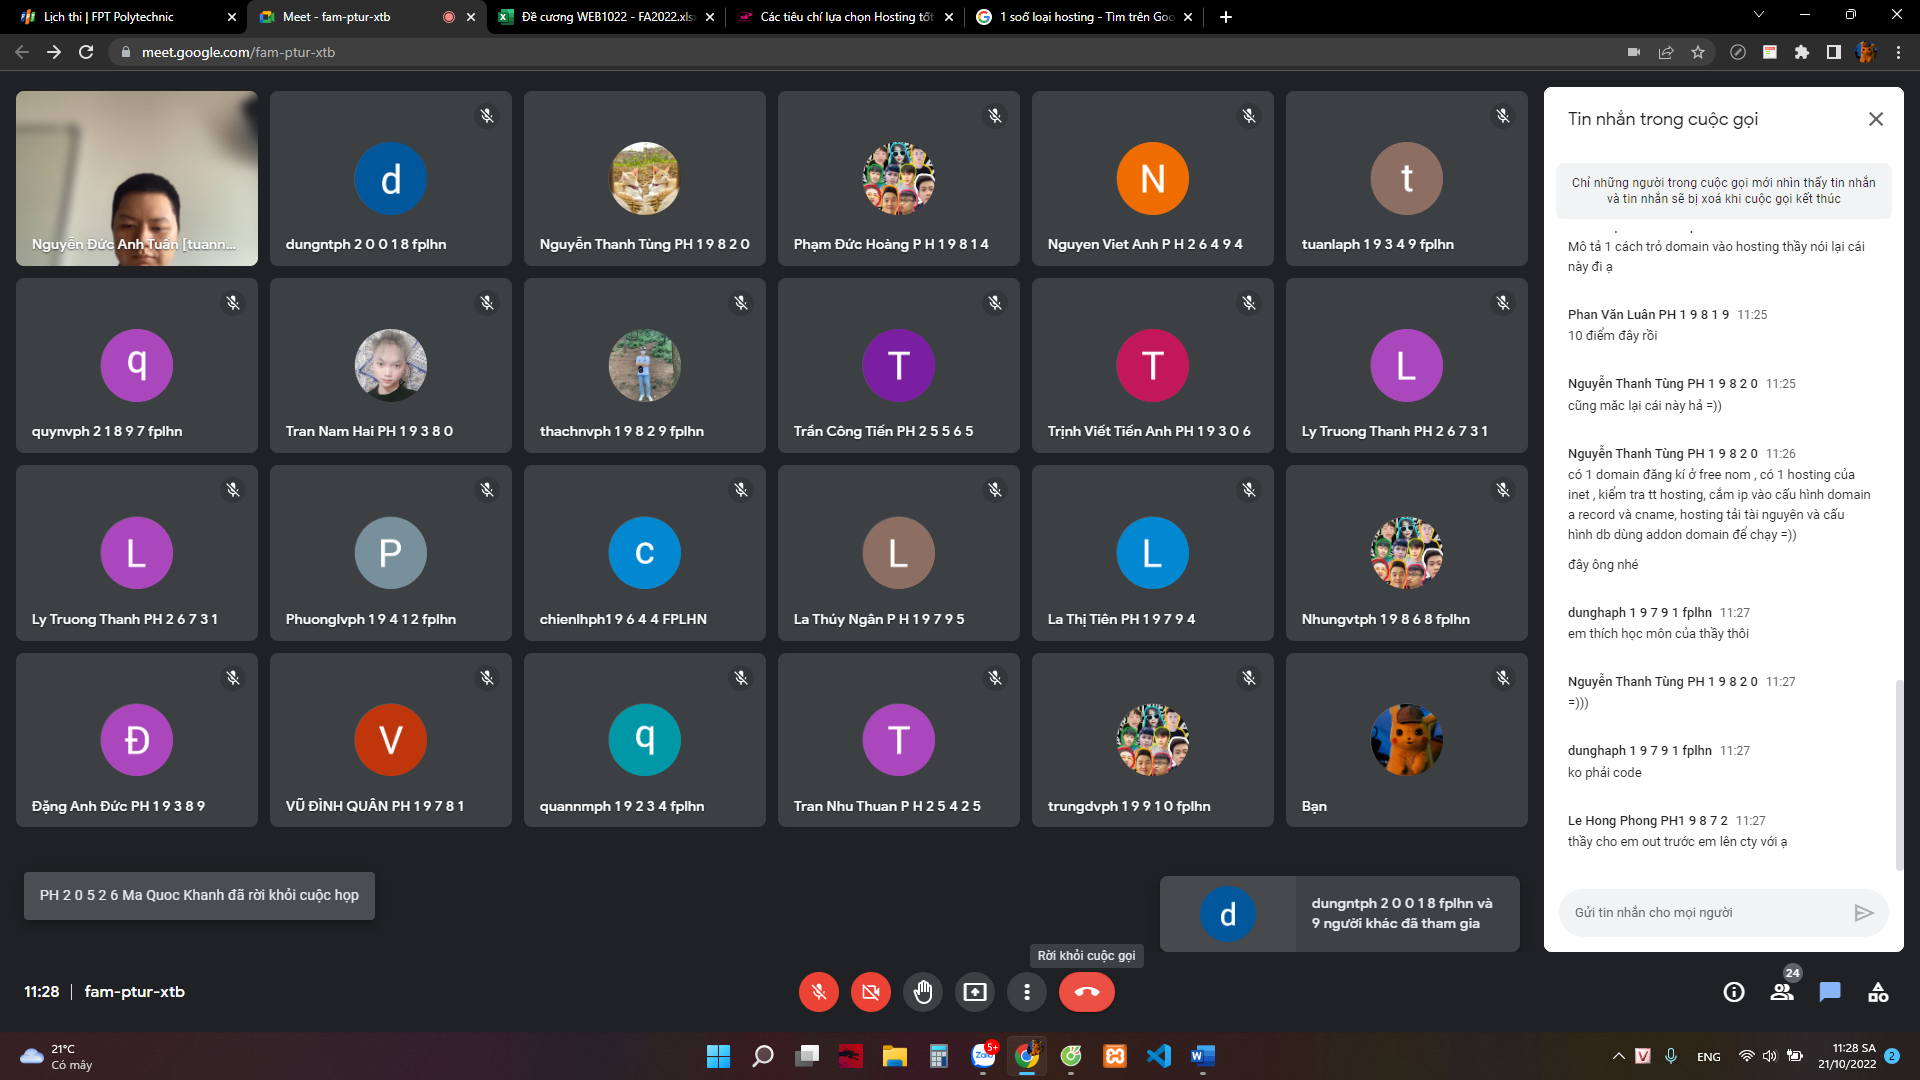 Lịch thi | FPT Polytechnic
Meet - fam-ptur-xtb
Đề cương WEB1022 - FA2022.xls
Các tiêu chí lựa chọn Hosting tốt
1 soố loại hosting - Tìm trên Goo
meet.google.com/fam-ptur-xtb
Nguyễn Đức Anh Tuấn [tuann...
d
dungntph 2 0 0 1 8 fplhn
Nguyễn Thanh Tùng PH 1 9 8 2 0
Phạm Đức Hoàng P H 1 9 8 1 4
N
Nguyen Viet Anh P H 2 6 4 9 4
t
tuanlaph 1 9 3 4 9 fplhn
q
quynvph 2 1 8 9 7 fplhn
Tran Nam Hai PH 1 9 3 8 0
thachnvph 1 9 8 2 9 fplhn
T
Trần Công Tiến PH 2 5 5 6 5
T
Trịnh Viết Tiến Anh PH 1 9 3 0 6
L
Ly Truong Thanh PH 2 6 7 3 1
L
Ly Truong Thanh PH 2 6 7 3 1
P
Phuonglvph 1 9 4 1 2 fplhn
c
chienlhph1 9 6 4 4 FPLHN
L
La Thúy Ngân P H 1 9 7 9 5
L
La Thị Tiên PH 1 9 7 9 4
Nhungvtph 1 9 8 6 8 fplhn
Đ
Đặng Anh Đức PH 1 9 3 8 9
V
VŨ ĐÌNH QUÂN PH 1 9 7 8 1
q
quannmph 1 9 2 3 4 fplhn
T
Tran Nhu Thuan P H 2 5 4 2 5
trungdvph 1 9 9 1 0 fplhn
Bạn
Tin nhắn trong cuộc gọi
Chỉ những người trong cuộc gọi mới nhìn thấy tin nhắn
và tin nhắn sẽ bị xoá khi cuộc gọi kết thúc
Mô tả 1 cách trỏ domain vào hosting thầy nói lại cái
này đi ạ
Phan Văn Luân PH 1 9 8 1 9 11:25
10 điểm đây rồi
Nguyễn Thanh Tùng PH 1 9 8 2 0 11:25
cũng măc lại cái này hả =))
Nguyễn Thanh Tùng PH 1 9 8 2 0 11:26
có 1 domain đăng kí ở free nom , có 1 hosting của
inet , kiểm tra tt hosting, cắm ip vào cấu hình domain
a record và cname, hosting tải tài nguyên và cấu
hình db dùng addon domain để chạy =))
đây ông nhé
dunghaph 1 9 7 9 1 fplhn 11:27
em thích học môn của thầy thôi
Nguyễn Thanh Tùng PH 1 9 8 2 0 11:27
=)))
dunghaph 1 9 7 9 1 fplhn 11:27
ko phải code
Le Hong Phong PH1 9 8 7 2 11:27
thầy cho em out trước em lên cty với ạ
Gửi tin nhắn cho mọi người
PH 2 0 5 2 6 Ma Quoc Khanh đã rời khỏi cuộc họp
d
dungntph 2 0 0 1 8 fplhn và
9 người khác đã tham gia
Rời khỏi cuộc gọi
11:28 | fam-ptur-xtb
24
21°C
Có mây
Zalo
5+
ENG
11:28 SA
21/10/2022
2